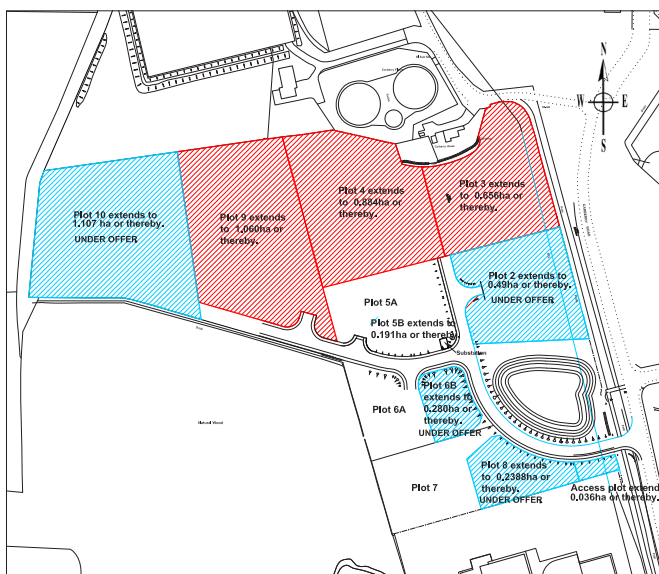 N
W E
S
Plot 10 extends to
1.107 ha or thereby.
UNDER OFFER
Plot 9 extends
to 1.060ha or
thereby.
Plot 4 extends
to 0.884ha or
thereby.
Plot 3 extends
to 0.656ha or
thereby.
Plot 2 extends
to 0.49ha or thereby.
UNDER OFFER
Plot 5A
Plot 5B extends to
0.191ha or thereby.
Substation
Plot 6A
Plot 6B
extends to
0.280ha or
thereby.
UNDER OFFER
Natural Wood
Plot 7
Plot 8 extends
to 0.2388ha or
thereby.
UNDER OFFER
Access plot extend
0.036ha or thereby.